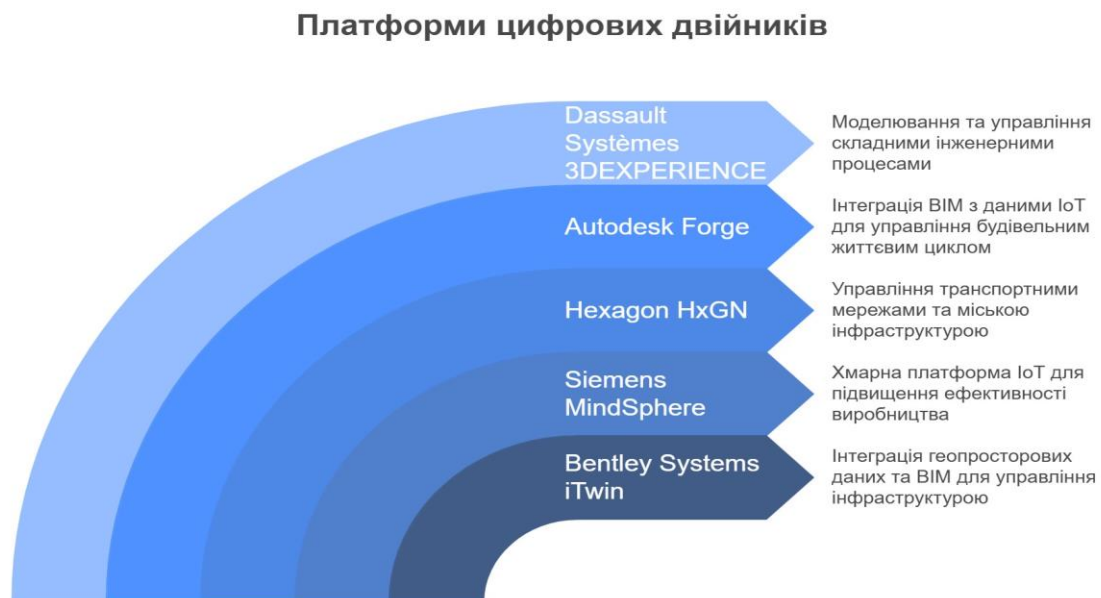 Платформи цифрових двійників
Dassault
Systèmes
3DEXPERIENCE
Моделювання та управління
складними інженерними
процесами
Autodesk Forge
Інтеграція BIM з даними IoT
для управління будівельним
життєвим циклом
Hexagon HxGN
Управління транспортними
мережами та міською
інфраструктурою
Siemens
MindSphere
Хмарна платформа IoT для
підвищення ефективності
виробництва
Bentley Systems
iTwin
Інтеграція геопросторових
даних та BIM для управління
інфраструктурою